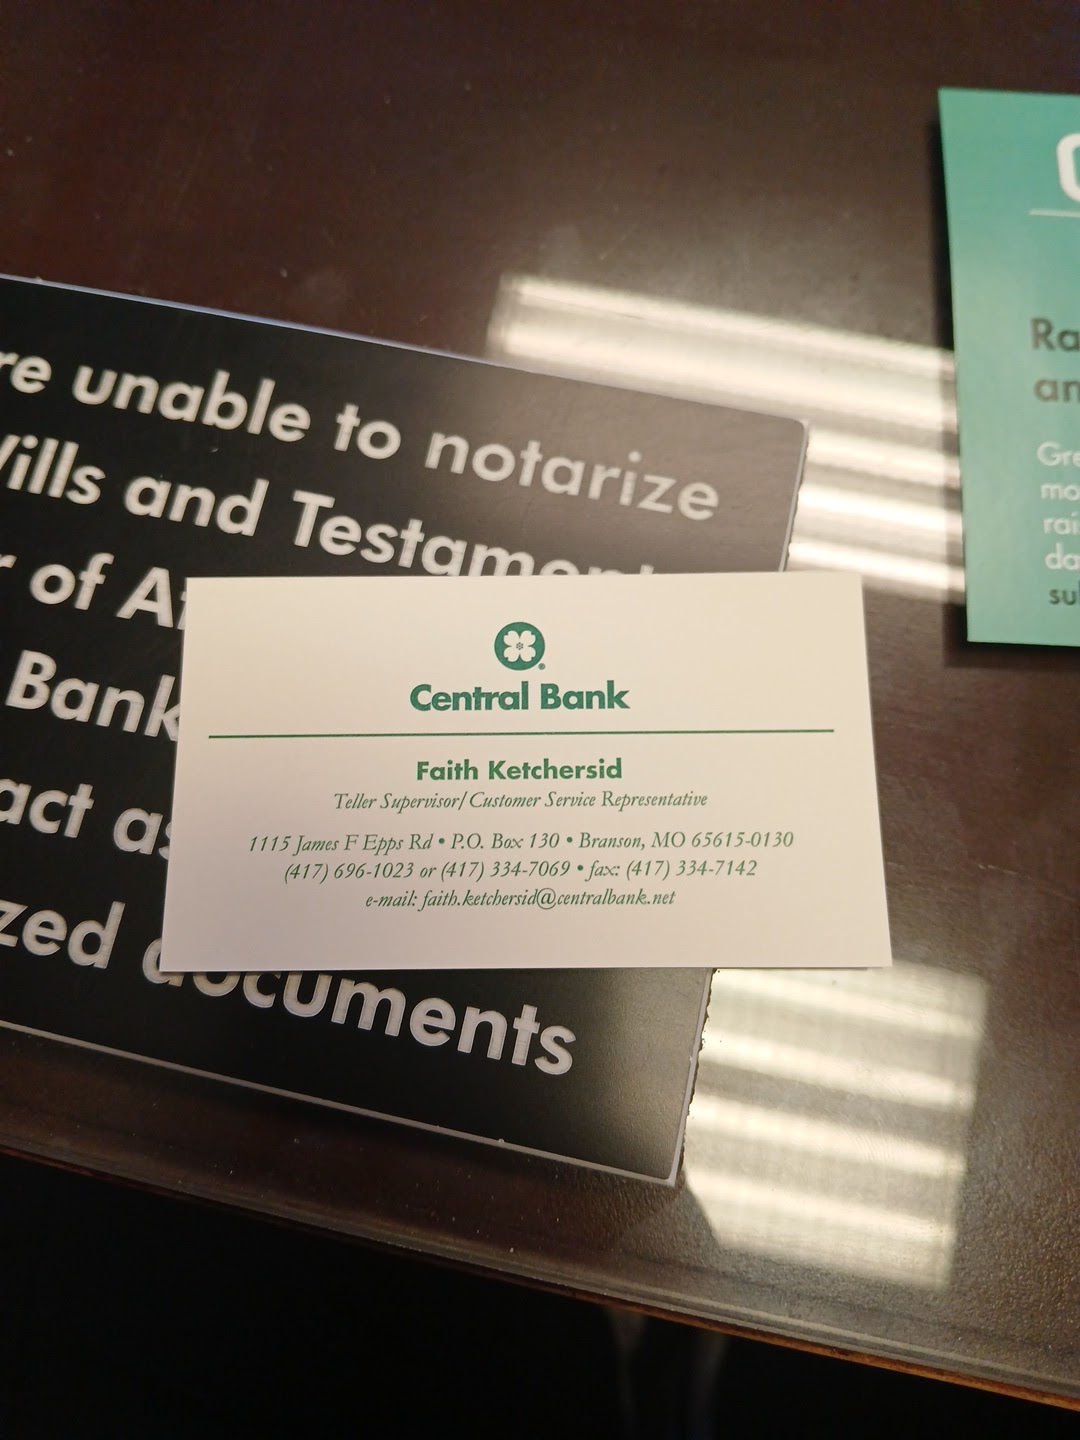 re unable to notarize
ills and Testament
of
Bank
act as
zed documents
Central Bank
Faith Ketchersid
Teller Supervisor/Customer Service Representative
1115 James F Epps Rd • P.O. Box 130 • Branson, MO 65615-0130
(417) 696-1023 or (417) 334-7069 • fax: (417) 334-7142
e-mail: faith.ketchersid@centralbank.net
Ra
an
Gre
mo
rai
da
su